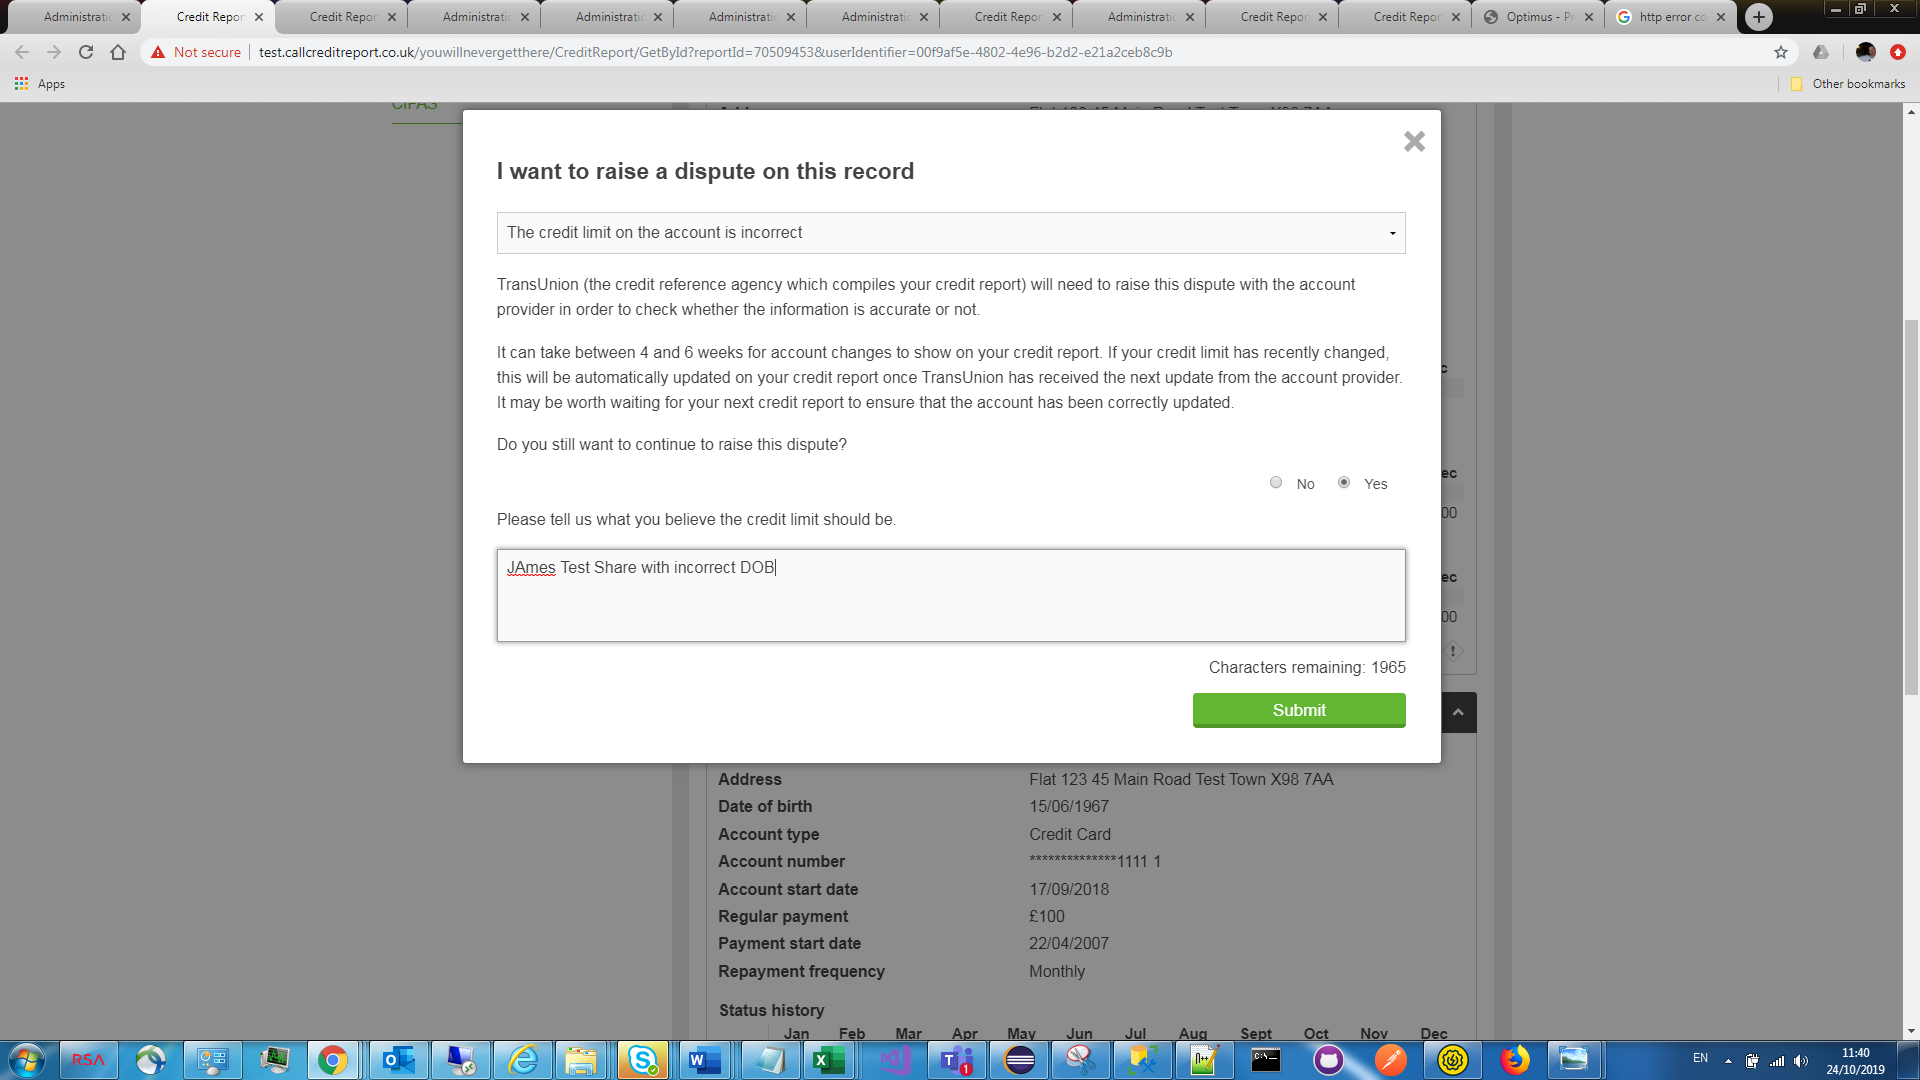 Administratic
Credit Repor
Credit Repor
Administratic
Administratic
Administratic
Administratic
Credit Repor
Administratic
Credit Repor
Credit Repor
Optimus - P
http error co
Not secure
test.callcreditreport.co.uk/youwillnevergetthere/CreditReport/GetById?reportId=70509453&userIdentifier=00f9af5e-4802-4e96-b2d2-e21a2ceb8c9b
Apps
Other bookmarks
CIFAS
I want to raise a dispute on this record
The credit limit on the account is incorrect
TransUnion (the credit reference agency which compiles your credit report) will need to raise this dispute with the account
provider in order to check whether the information is accurate or not.
It can take between 4 and 6 weeks for account changes to show on your credit report. If your credit limit has recently changed,
this will be automatically updated on your credit report once TransUnion has received the next update from the account provider.
It may be worth waiting for your next credit report to ensure that the account has been correctly updated.
Do you still want to continue to raise this dispute?
No Yes
Please tell us what you believe the credit limit should be.
JAmes Test Share with incorrect DOB
Characters remaining: 1965
Submit
c
ec
00
ec
00
Address Flat 123 45 Main Road Test Town X98 7AA
Date of birth 15/06/1967
Account type Credit Card
Account number **************1111 1
Account start date 17/09/2018
Regular payment £100
Payment start date 22/04/2007
Repayment frequency Monthly
Status history
Jan Feb Mar Apr May Jun Jul Aug Sept Oct Nov Dec
RSA
EN
11:40
24/10/2019